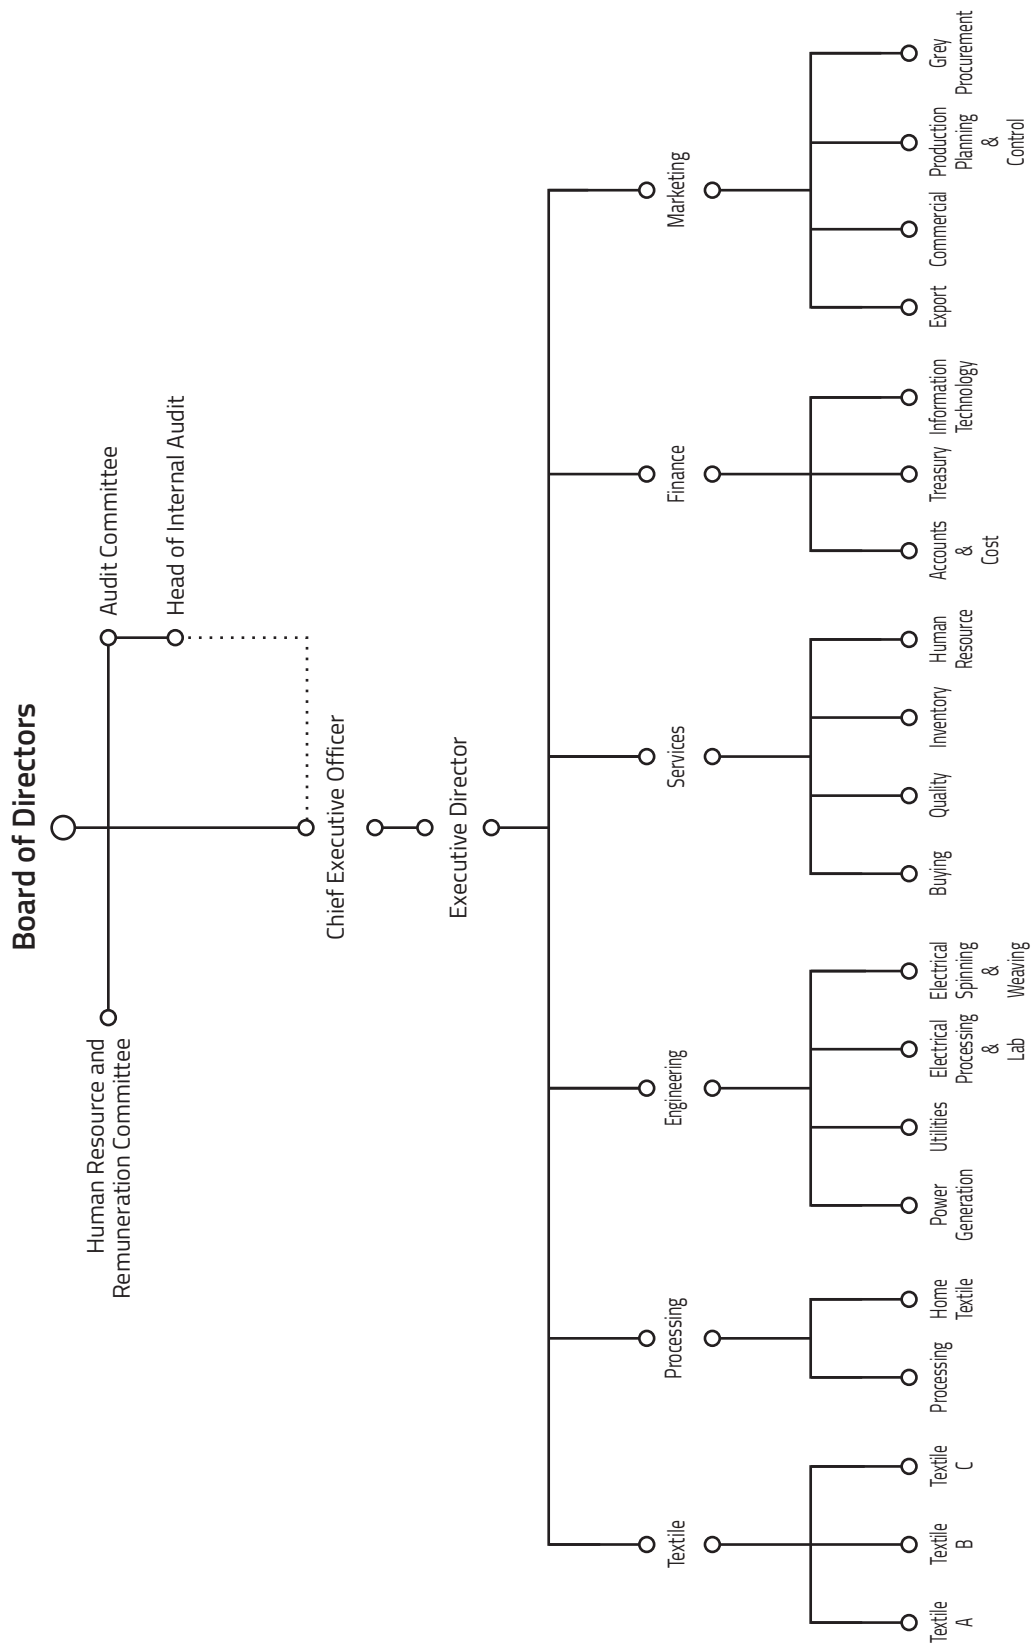 Board of Directors
Human Resource and
Remuneration Committee
Audit Committee
Head of Internal Audit
Chief Executive Officer
Executive Director
Textile
Processing
Engineering
Services
Finance
Marketing
Textile
A
Textile
B
Textile
C
Processing
Home
Textile
Power
Generation
Utilities
Electrical
Processing
&
Lab
Electrical
Spinning
&
Weaving
Buying
Quality
Inventory
Human
Resource
Accounts
&
Cost
Treasury
Information
Technology
Export
Commercial
Production
Planning
&
Control
Grey
Procurement